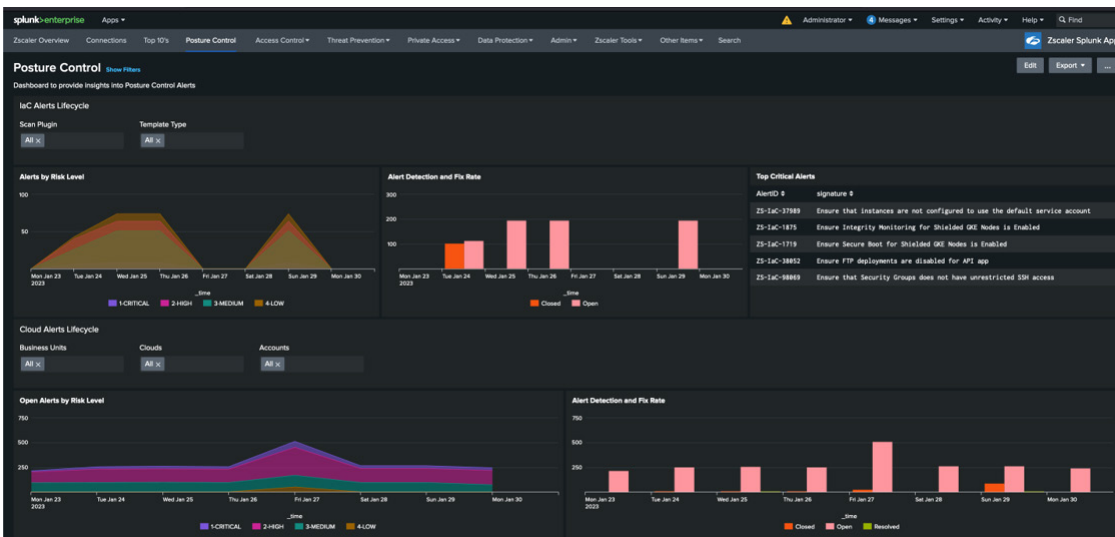 splunk>enterprise Apps Administrator 4 Messages Settings Activity Help Find
Zscaler Overview Connections Top 10's Posture Control Access Control Threat Prevention Private Access Data Protection Admin Zscaler Tools Other Items Search Zscaler Splunk App
Posture Control Show Filters Edit Export ...
Dashboard to provide insights into Posture Control Alerts
IaC Alerts Lifecycle
Scan Plugin Template Type
All × All ×
Alerts by Risk Level
100
50
Mon Jan 23 Tue Jan 24 Wed Jan 25 Thu Jan 26 Fri Jan 27 Sat Jan 28 Sun Jan 29 Mon Jan 30
2023
_time
1-CRITICAL 2-HIGH 3-MEDIUM 4-LOW
Alert Detection and Fix Rate
300
200
100
Mon Jan 23 Tue Jan 24 Wed Jan 25 Thu Jan 26 Fri Jan 27 Sat Jan 28 Sun Jan 29 Mon Jan 30
2023
_time
Closed Open
Top Critical Alerts
AlertID signature
ZS-IaC-37589 Ensure that instances are not configured to use the default service account
ZS-IaC-1875 Ensure Integrity Monitoring for Shielded GKE Nodes is Enabled
ZS-IaC-1719 Ensure Secure Boot for Shielded GKE Nodes is Enabled
ZS-IaC-38052 Ensure FTP deployments are disabled for API app
ZS-IaC-98069 Ensure that Security Groups does not have unrestricted SSH access
Cloud Alerts Lifecycle
Business Units Clouds Accounts
All × All × All ×
Open Alerts by Risk Level
750
500
250
Mon Jan 23 Tue Jan 24 Wed Jan 25 Thu Jan 26 Fri Jan 27 Sat Jan 28 Sun Jan 29 Mon Jan 30
2023
_time
1-CRITICAL 2-HIGH 3-MEDIUM 4-LOW
Alert Detection and Fix Rate
750
500
250
Mon Jan 23 Tue Jan 24 Wed Jan 25 Thu Jan 26 Fri Jan 27 Sat Jan 28 Sun Jan 29 Mon Jan 30
2023
_time
Closed Open Resolved